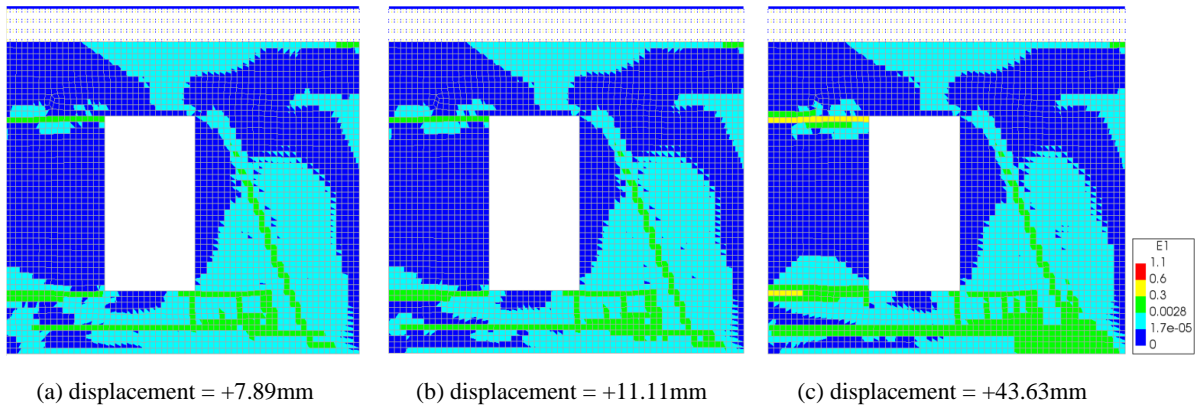 E1
1.1
0.6
0.3
0.0028
1.7e-05
0
(a) displacement = +7.89mm
(b) displacement = +11.11mm
(c) displacement = +43.63mm